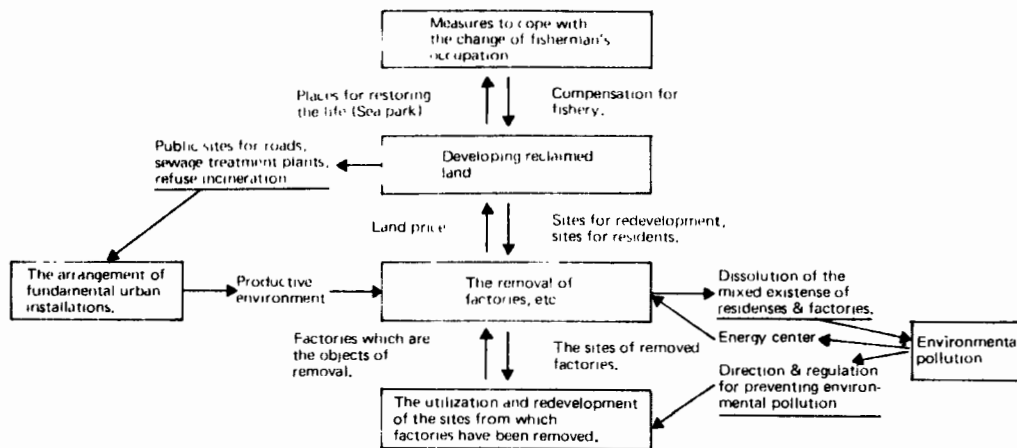 Measures to cope with
the change of fisherman's
occupation
Places for restoring
the life (Sea park)
Compensation for
fishery.
Public sites for roads,
sewage treatment plants,
refuse incineration
Developing reclaimed
land
Land price
Sites for redevelopment,
sites for residents.
The arrangement of
fundamental urban
installations.
Productive
environment
The removal of
factories, etc
Dissolution of the
mixed existense of
residenses & factories.
Energy center
Environmental
pollution
Factories which are
the objects of
removal.
The sites of removed
factories.
Direction & regulation
for preventing environ-
mental pollution
The utilization and redevelopment
of the sites from which
factories have been removed.